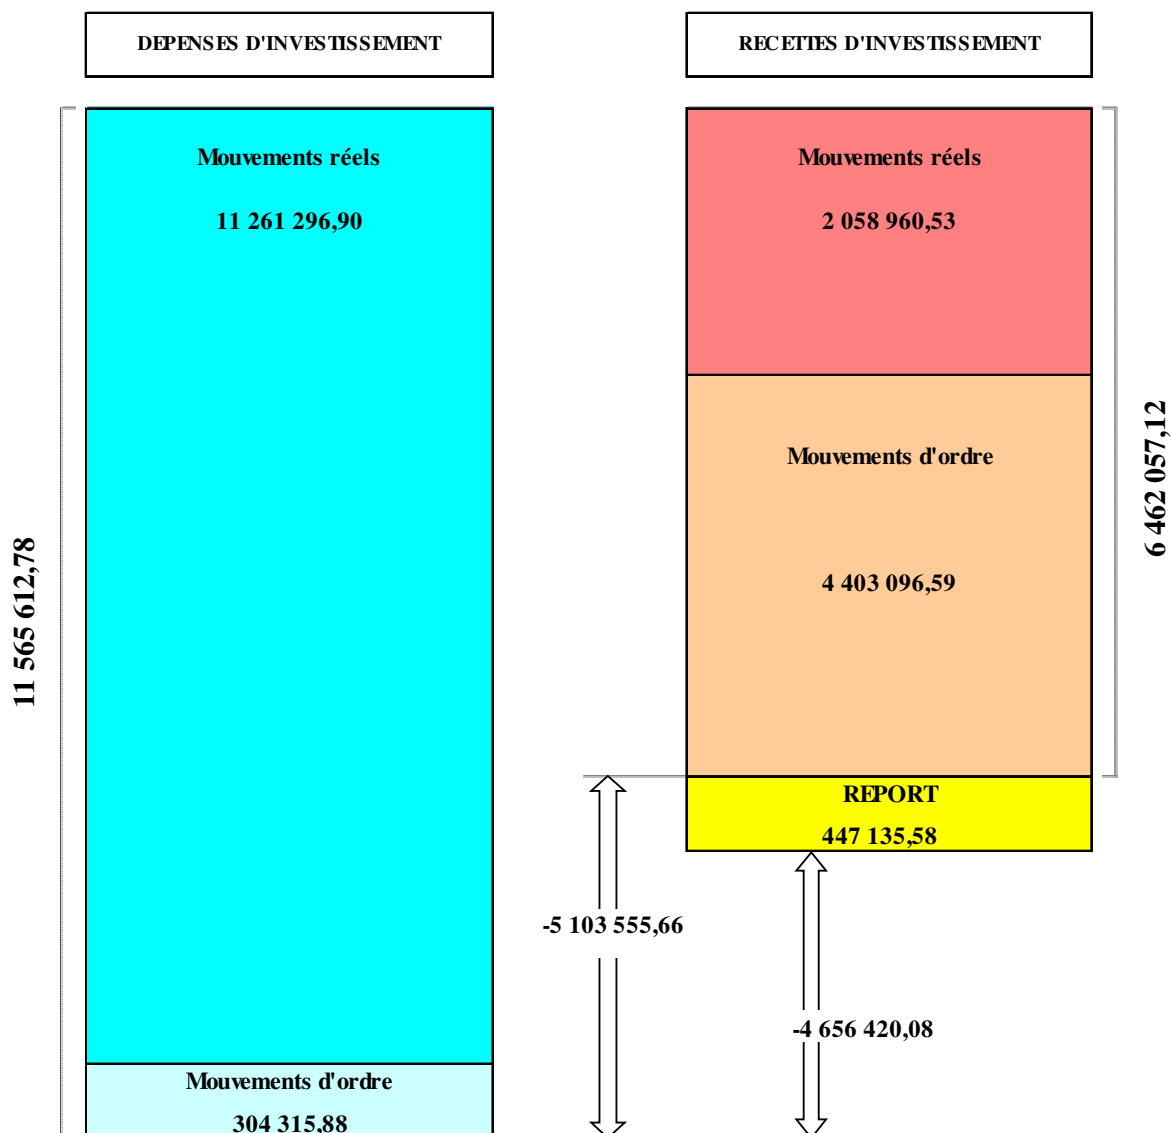 DEPENSES D'INVESTISSEMENT
RECETTES D'INVESTISSEMENT
Mouvements réels
11 261 296,90
Mouvements réels
2 058 960,53
Mouvements d'ordre
4 403 096,59
6 462 057,12
11 565 612,78
REPORT
447 135,58
-5 103 555,66
-4 656 420,08
Mouvements d'ordre
304 315,88